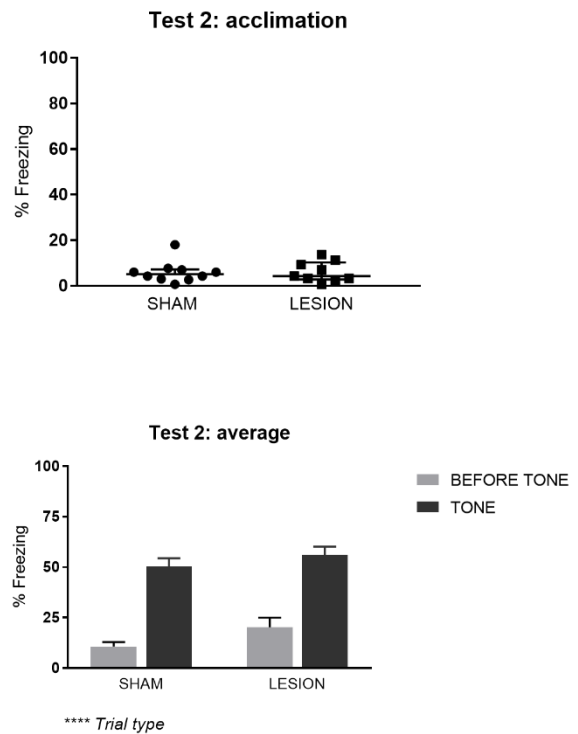 Test 2: acclimation
100
80
60
40
20
0
% Freezing
SHAM LESION
Test 2: average
100
75
50
25
0
% Freezing
SHAM LESION
BEFORE TONE
TONE
**** Trial type